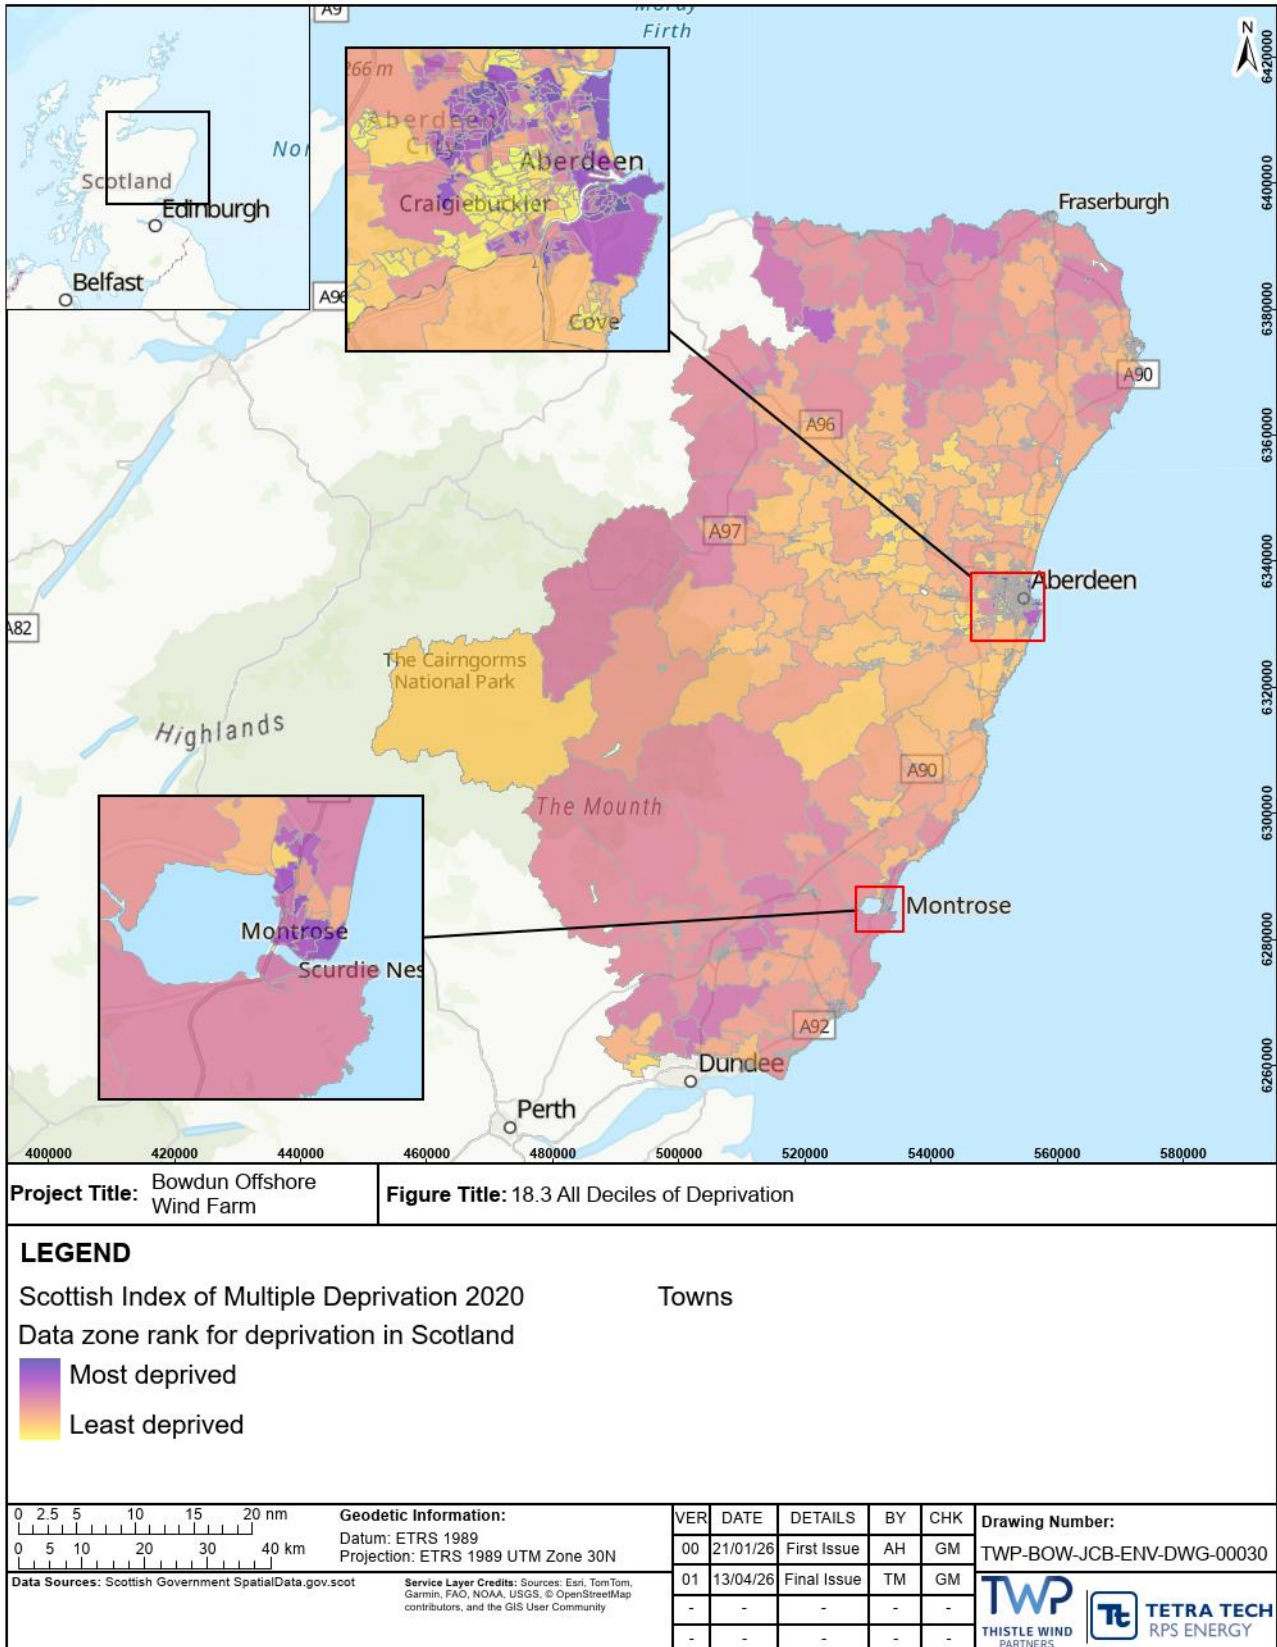 A9
Moray
Firth
N
266 m
Aberdeen
City
Nor
Aberdeen
Scotland
Craigiebuckler
Edinburgh
Fraserburgh
Belfast
A96
Cove
A90
A96
A97
Aberdeen
A82
The Cairngorms
National Park
Highlands
A90
The Mounth
Montrose
Montrose
Scurdie Nes
A92
Dundee
Perth
6420000
6400000
6380000
6360000
6340000
6320000
6300000
6280000
6260000
400000 420000 440000 460000 480000 500000 520000 540000 560000 580000
Project Title: Bowdun Offshore
Wind Farm
Figure Title: 18.3 All Deciles of Deprivation
LEGEND
Scottish Index of Multiple Deprivation 2020
Towns
Data zone rank for deprivation in Scotland
Most deprived
Least deprived
0 2.5 5 10 15 20 nm
0 5 10 20 30 40 km
Geodetic Information:
Datum: ETRS 1989
Projection: ETRS 1989 UTM Zone 30N
Data Sources: Scottish Government SpatialData.gov.scot
Service Layer Credits: Sources: Esri, TomTom,
Garmin, FAO, NOAA, USGS, © OpenStreetMap
contributors, and the GIS User Community
VER DATE DETAILS BY CHK
00 21/01/26 First Issue AH GM
01 13/04/26 Final Issue TM GM
- - - - -
- - - - -
Drawing Number:
TWP-BOW-JCB-ENV-DWG-00030
TWP
THISTLE WIND
PARTNERS
Tt
TETRA TECH
RPS ENERGY